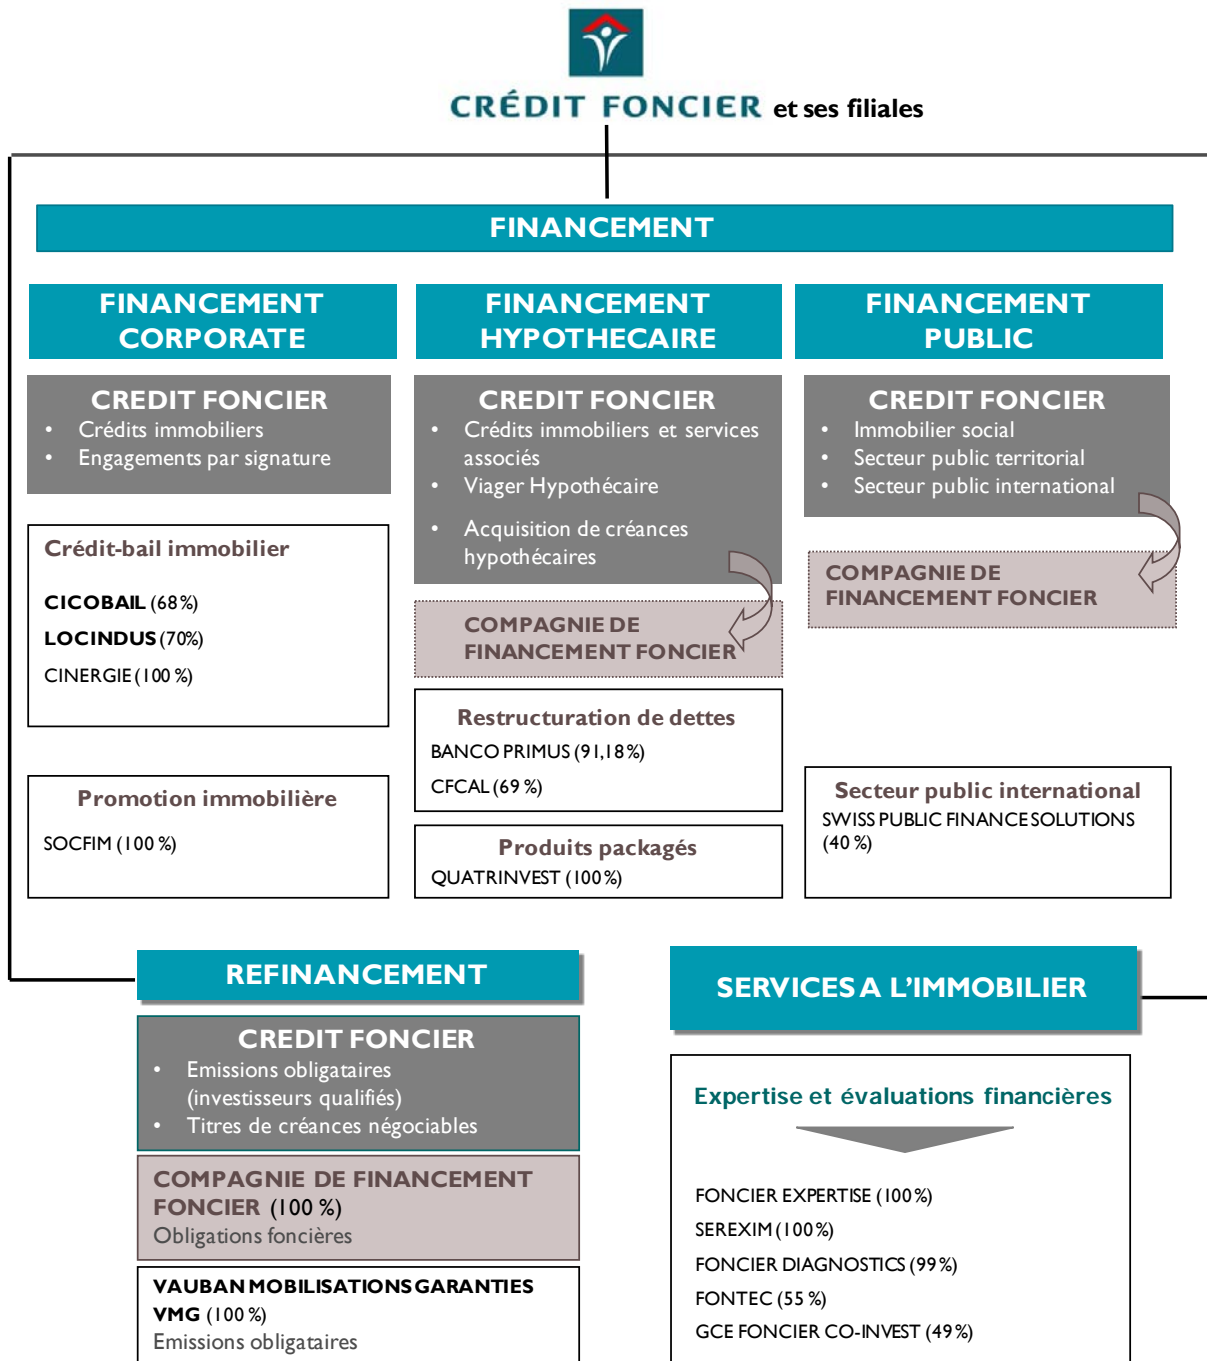 CRÉDIT FONCIER et ses filiales
FINANCEMENT
FINANCEMENT
CORPORATE
CREDIT FONCIER
• Crédits immobiliers
• Engagements par signature
Crédit-bail immobilier
CICOBAIL (68%)
LOCINDUS (70%)
CINERGIE (100 %)
Promotion immobilière
SOCFIM (100 %)
FINANCEMENT
HYPOTHECAIRE
CREDIT FONCIER
• Crédits immobiliers et services
associés
• Viager Hypothécaire
• Acquisition de créances
hypothécaires
COMPAGNIE DE
FINANCEMENT FONCIER
Restructuration de dettes
BANCO PRIMUS (91,18 %)
CFCAL (69 %)
Produits packagés
QUATRINVEST (100 %)
FINANCEMENT
PUBLIC
CREDIT FONCIER
• Immobilier social
• Secteur public territorial
• Secteur public international
COMPAGNIE DE
FINANCEMENT FONCIER
Secteur public international
SWISS PUBLIC FINANCE SOLUTIONS
(40 %)
REFINANCEMENT
CREDIT FONCIER
• Emissions obligataires
(investisseurs qualifiés)
• Titres de créances négociables
COMPAGNIE DE FINANCEMENT
FONCIER (100 %)
Obligations foncières
VAUBAN MOBILISATIONS GARANTIES
VMG (100 %)
Emissions obligataires
SERVICES A L'IMMOBILIER
Expertise et évaluations financières
FONCIER EXPERTISE (100%)
SEREXIM (100%)
FONCIER DIAGNOSTICS (99%)
FONTEC (55 %)
GCE FONCIER CO-INVEST (49%)